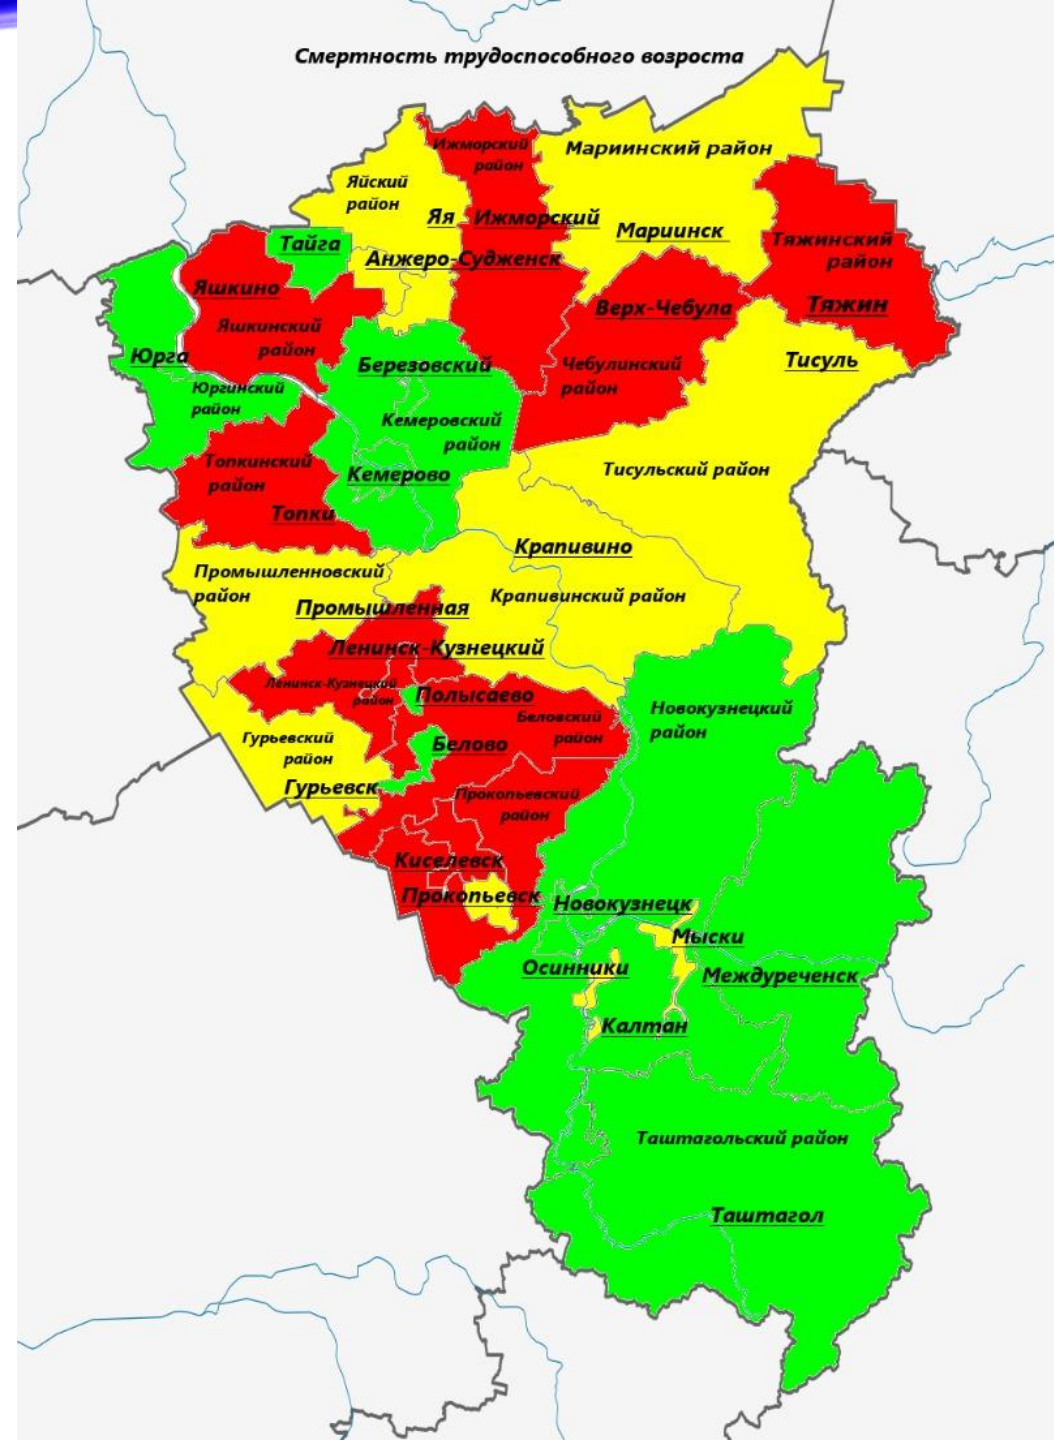 Смертность трудоспособного возроста
Ижморский
район
Мариинский район
Яйский
район
Яя
Ижморский
Мариинск
Тайга
Анжеро-Судженск
Тяжинский
район
Яшкино
Верх-Чебула
Тяжин
Яшкинский
район
Юрга
Березовский
Чебулинский
район
Тисуль
Юргинский
район
Кемеровский
район
Топкинский
район
Кемерово
Тисульский район
Топки
Крапивино
Промышленновский
район
Крапивинский район
Промышленная
Ленинск-Кузнецкий
Ленинск-Кузнецкий
район
Полысаево
Беловский
район
Новокузнецкий
район
Гурьевский
район
Белово
Гурьевск
Прокопьевский
район
Киселевск
Прокопьевск
Новокузнецк
Мыски
Осинники
Междуреченск
Калтан
Таштагольский район
Таштагол